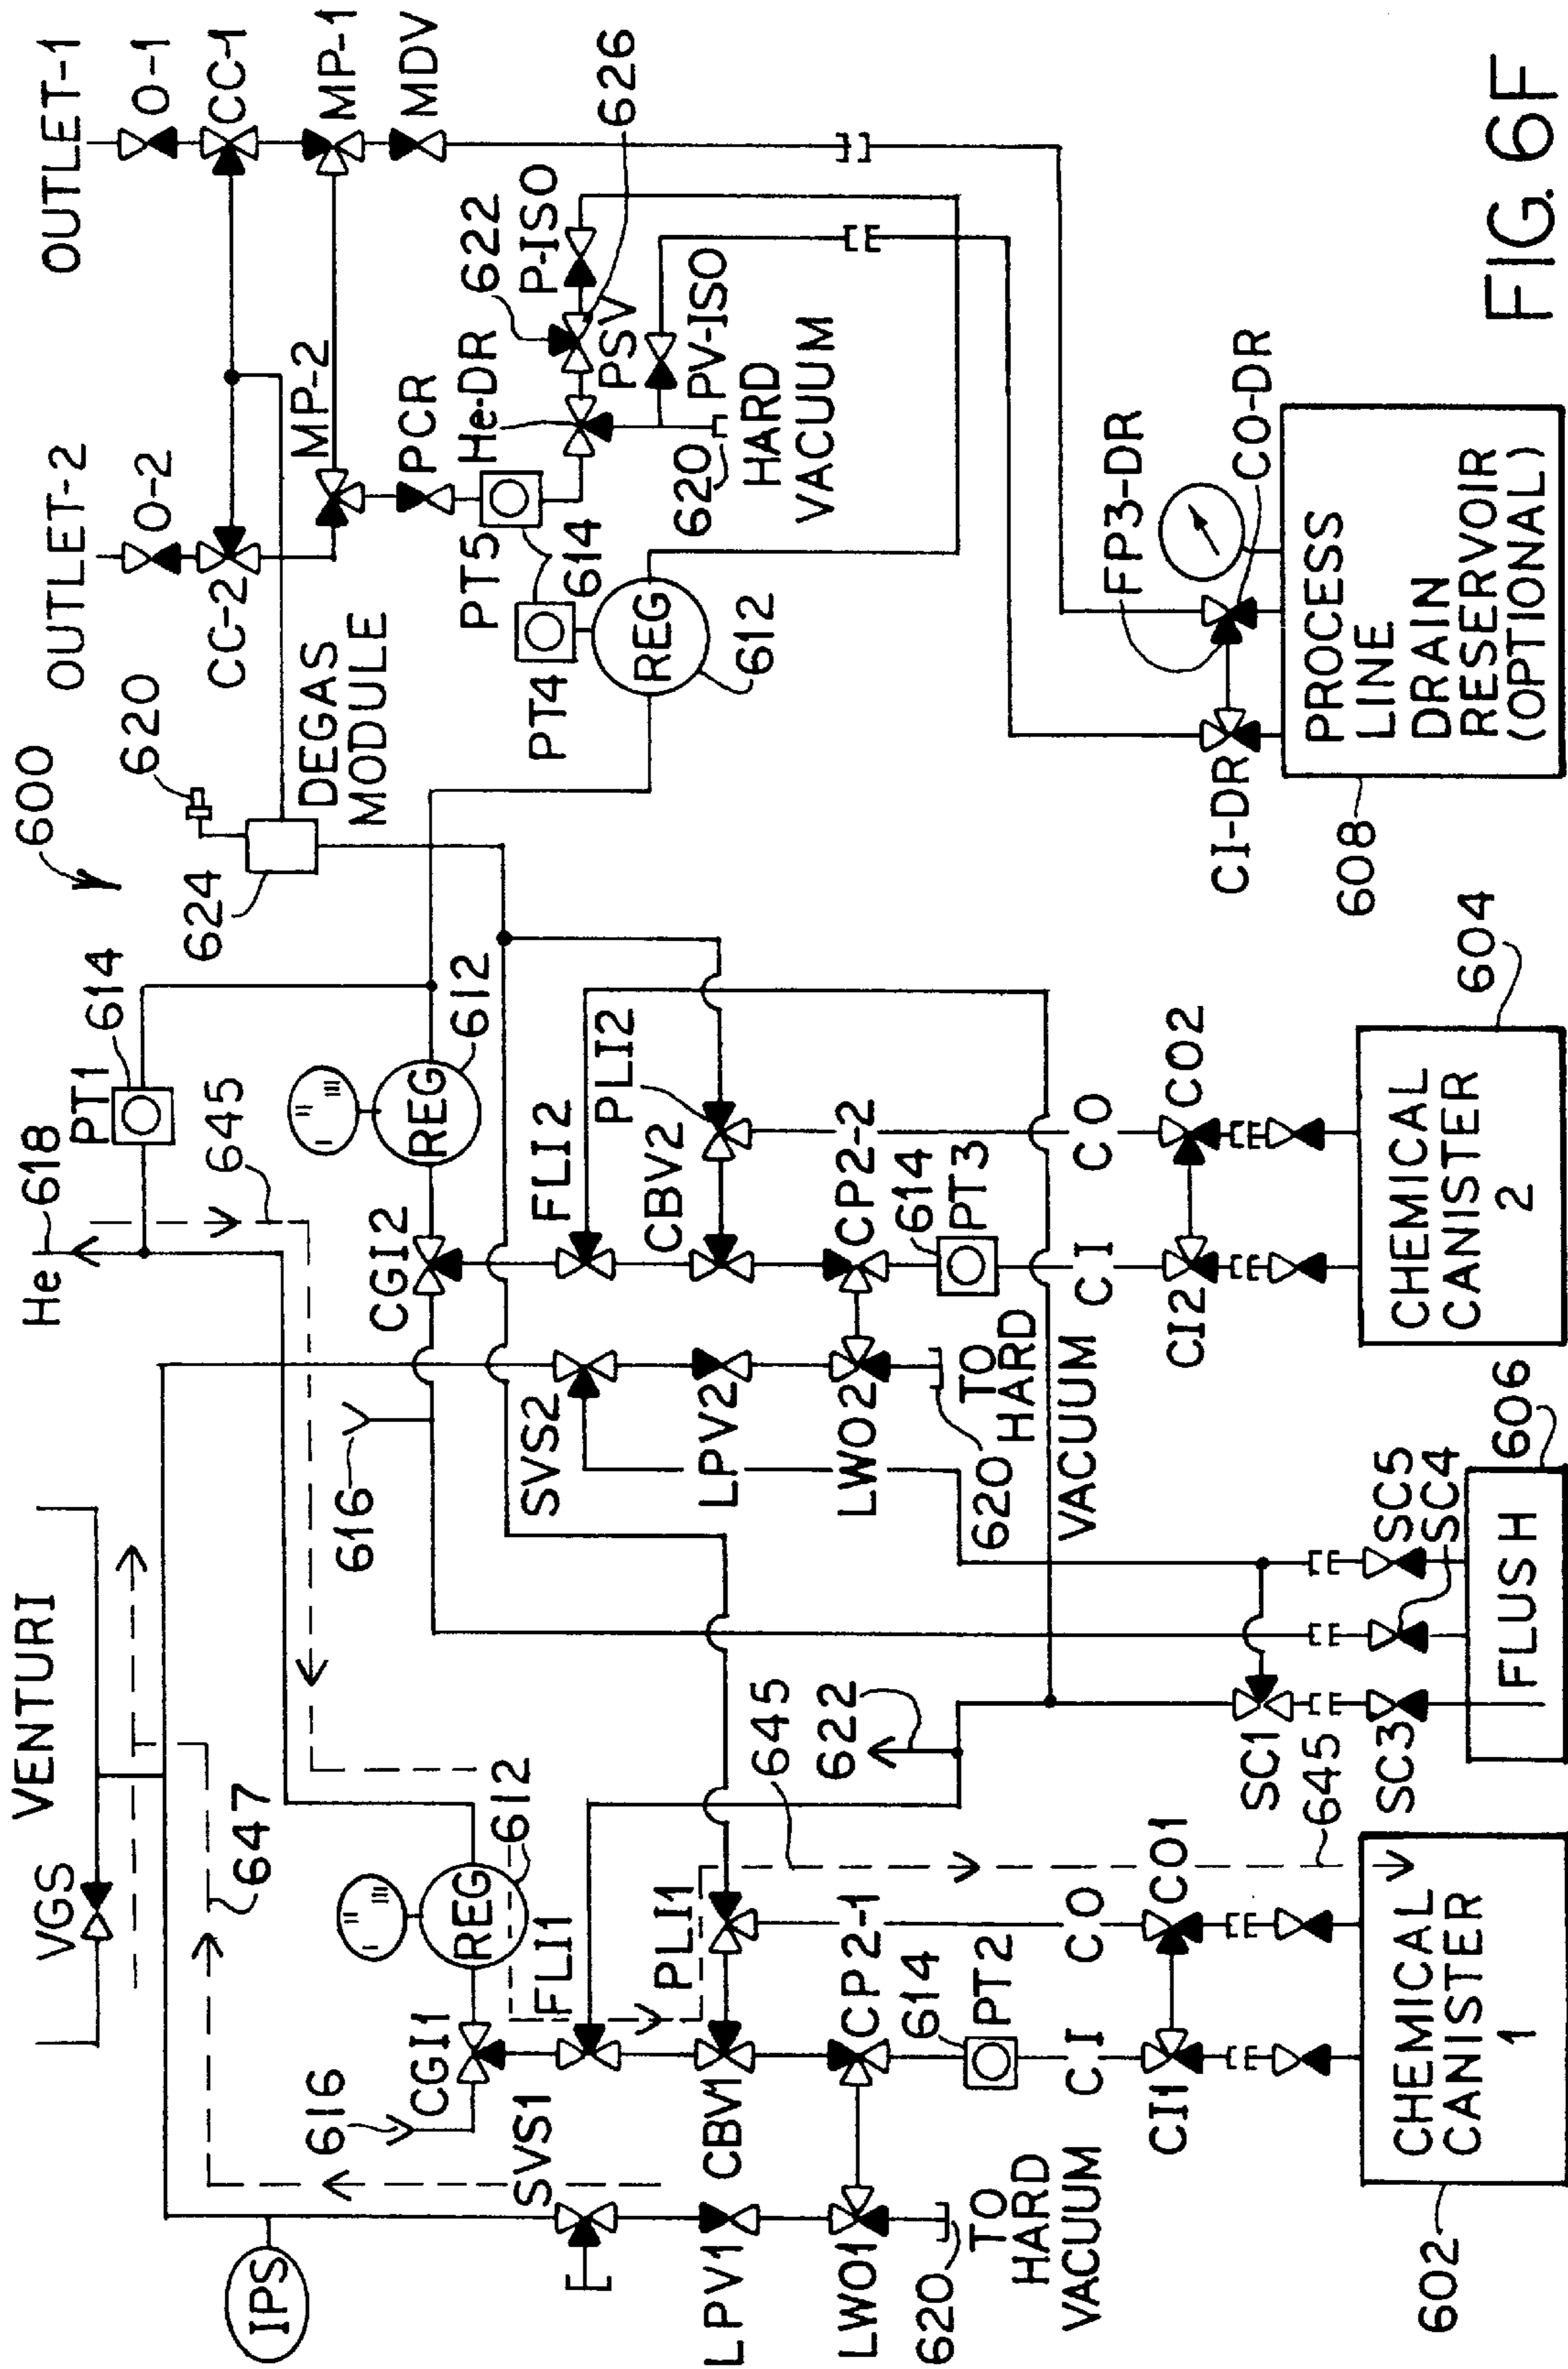 FIG. 6F
600
OUTLET-1
O-1
CC-1
MP-1
MDV
OUTLET-2
O-2
CC-2
MP-2
PCR
He-DR
622
P-ISO
626
PSV
PV-ISO
620
HARD
VACUUM
PT5
614
PT4
REG
612
620
624
DEGAS
MODULE
FP3-DR
CO-DR
CI-DR
608
PROCESS
LINE
DRAIN
RESERVOIR
(OPTIONAL)
He
618
PT1
614
645
REG
612
CGI2
FLI2
PLI2
CBV2
CP2-2
614
PT3
CO
CI
CO2
CI2
604
CHEMICAL
CANISTER
2
616
SVS2
LPV2
LWO2
620
TO
HARD
VACUUM
SC5
SC4
606
FLUSH
SC1
SC3
622
VENTURI
VGS
647
645
645
REG
612
616
CGI1
FLI1
PLI1
SVS1
CBV1
CP2-1
614
PT2
CO
CI
CO1
CI1
IPS
LPV1
LWO1
620
TO
HARD
VACUUM
602
CHEMICAL
CANISTER
1